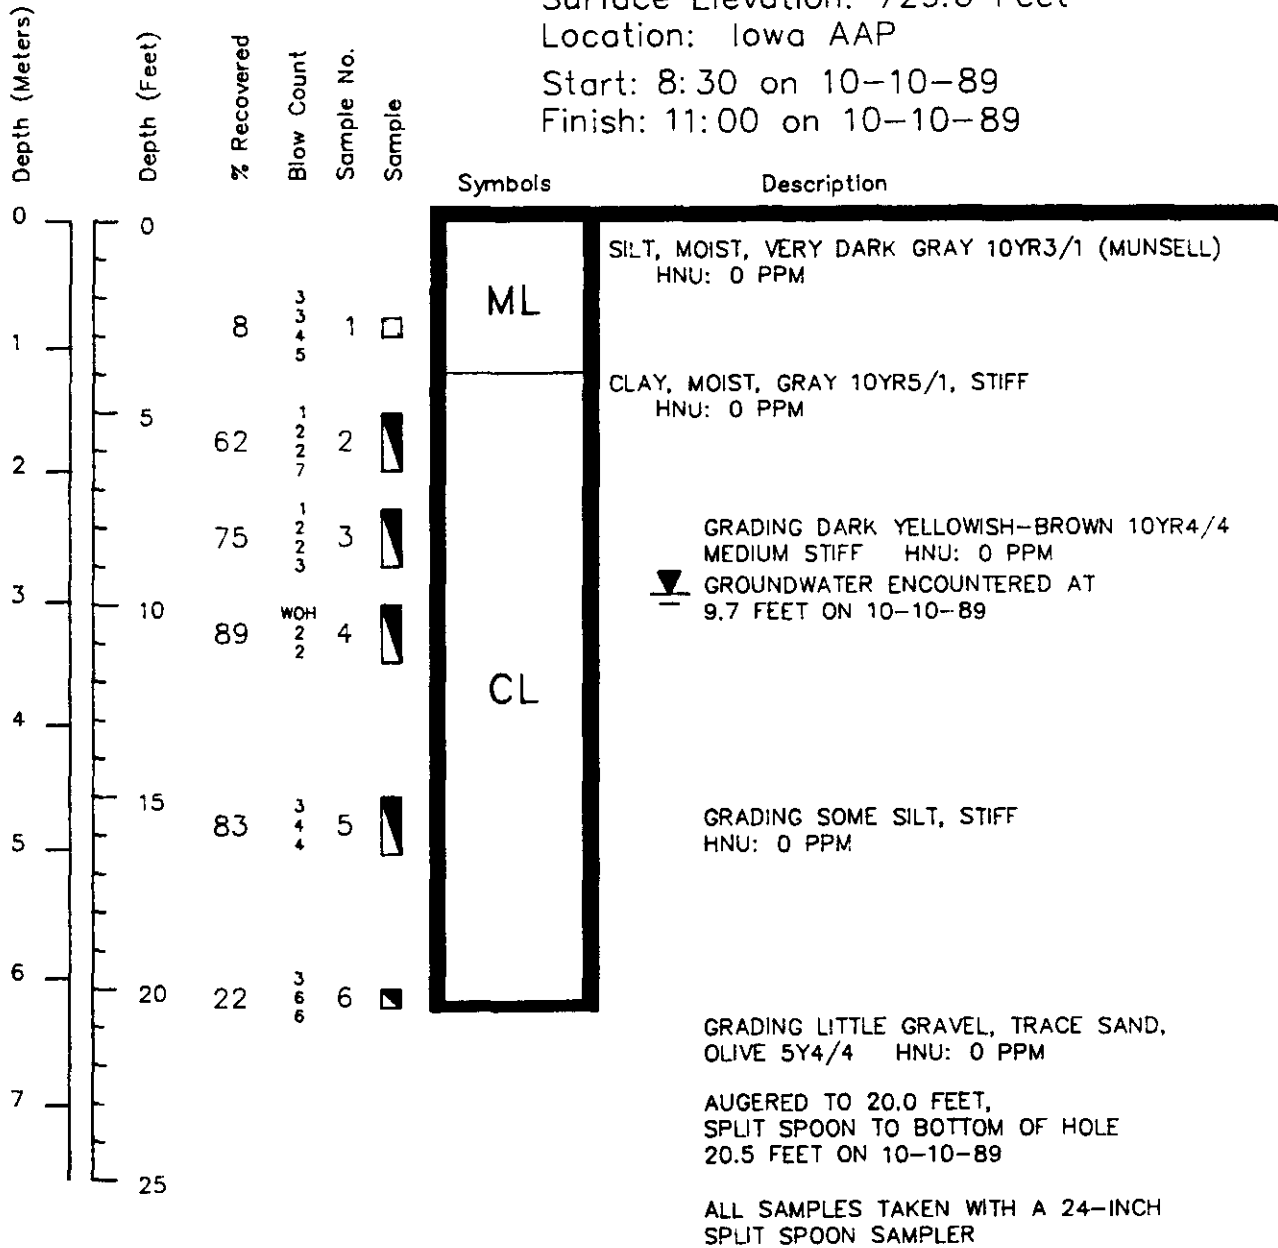 Location: Iowa AAP
Start: 8:30 on 10-10-89
Finish: 11:00 on 10-10-89
Depth (Meters)
Depth (Feet)
% Recovered
Blow Count
Sample No.
Sample
Symbols
Description
0
0
SILT, MOIST, VERY DARK GRAY 10YR3/1 (MUNSELL)
HNU: 0 PPM
ML
8
3
3
4
5
1
1
CLAY, MOIST, GRAY 10YR5/1, STIFF
HNU: 0 PPM
5
62
1
2
2
7
2
2
75
1
2
2
3
3
GRADING DARK YELLOWISH-BROWN 10YR4/4
MEDIUM STIFF HNU: 0 PPM
GROUNDWATER ENCOUNTERED AT
9.7 FEET ON 10-10-89
3
10
89
WOH
2
2
4
CL
4
15
83
3
4
4
5
GRADING SOME SILT, STIFF
HNU: 0 PPM
5
6
20
22
3
6
6
6
GRADING LITTLE GRAVEL, TRACE SAND,
OLIVE 5Y4/4 HNU: 0 PPM
7
AUGERED TO 20.0 FEET,
SPLIT SPOON TO BOTTOM OF HOLE
20.5 FEET ON 10-10-89
25
ALL SAMPLES TAKEN WITH A 24-INCH
SPLIT SPOON SAMPLER